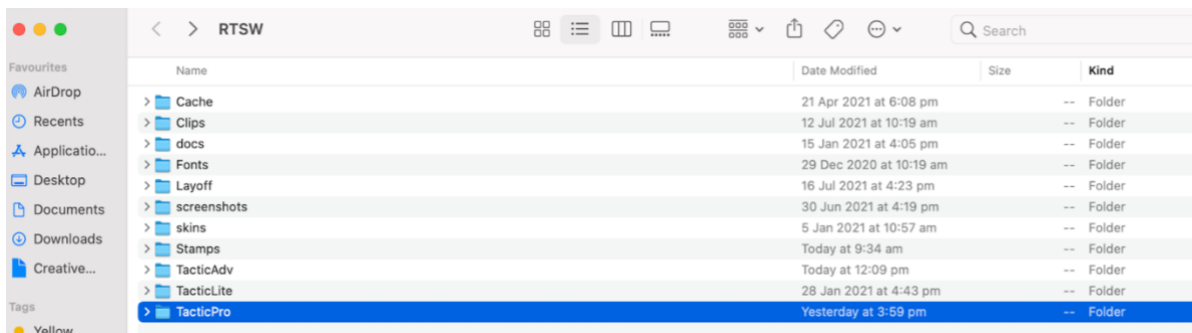 RTSW
Search
Favourites
AirDrop
Recents
Applicatio...
Desktop
Documents
Downloads
Creative...
Tags
Yellow
Name Date Modified Size Kind
Cache 21 Apr 2021 at 6:08 pm -- Folder
Clips 12 Jul 2021 at 10:19 am -- Folder
docs 15 Jan 2021 at 4:05 pm -- Folder
Fonts 29 Dec 2020 at 10:19 am -- Folder
Layoff 16 Jul 2021 at 4:23 pm -- Folder
screenshots 30 Jun 2021 at 4:19 pm -- Folder
skins 5 Jan 2021 at 10:57 am -- Folder
Stamps Today at 9:34 am -- Folder
TacticAdv Today at 12:09 pm -- Folder
TacticLite 28 Jan 2021 at 4:43 pm -- Folder
TacticPro Yesterday at 3:59 pm -- Folder